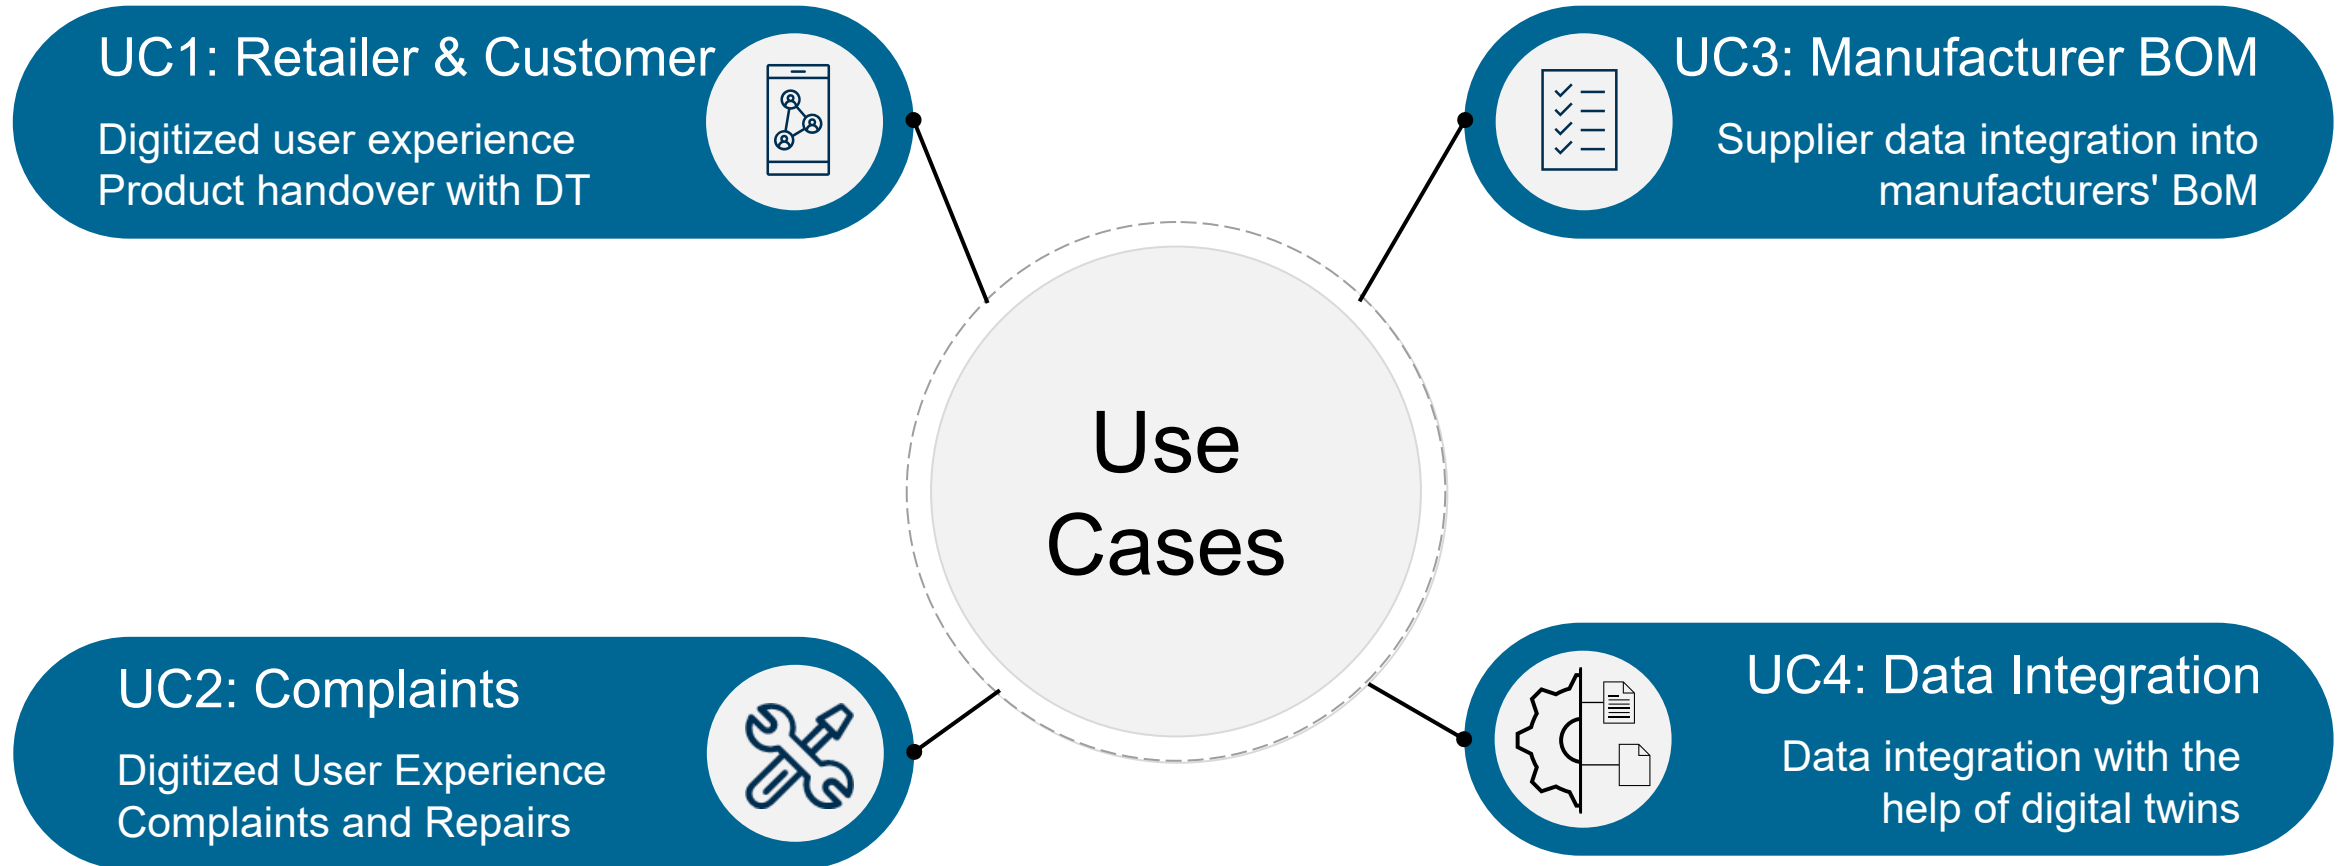 UC1: Retailer & Customer
Digitized user experience
Product handover with DT
UC3: Manufacturer BOM
Supplier data integration into
manufacturers' BoM
Use
Cases
UC2: Complaints
Digitized User Experience
Complaints and Repairs
UC4: Data Integration
Data integration with the
help of digital twins